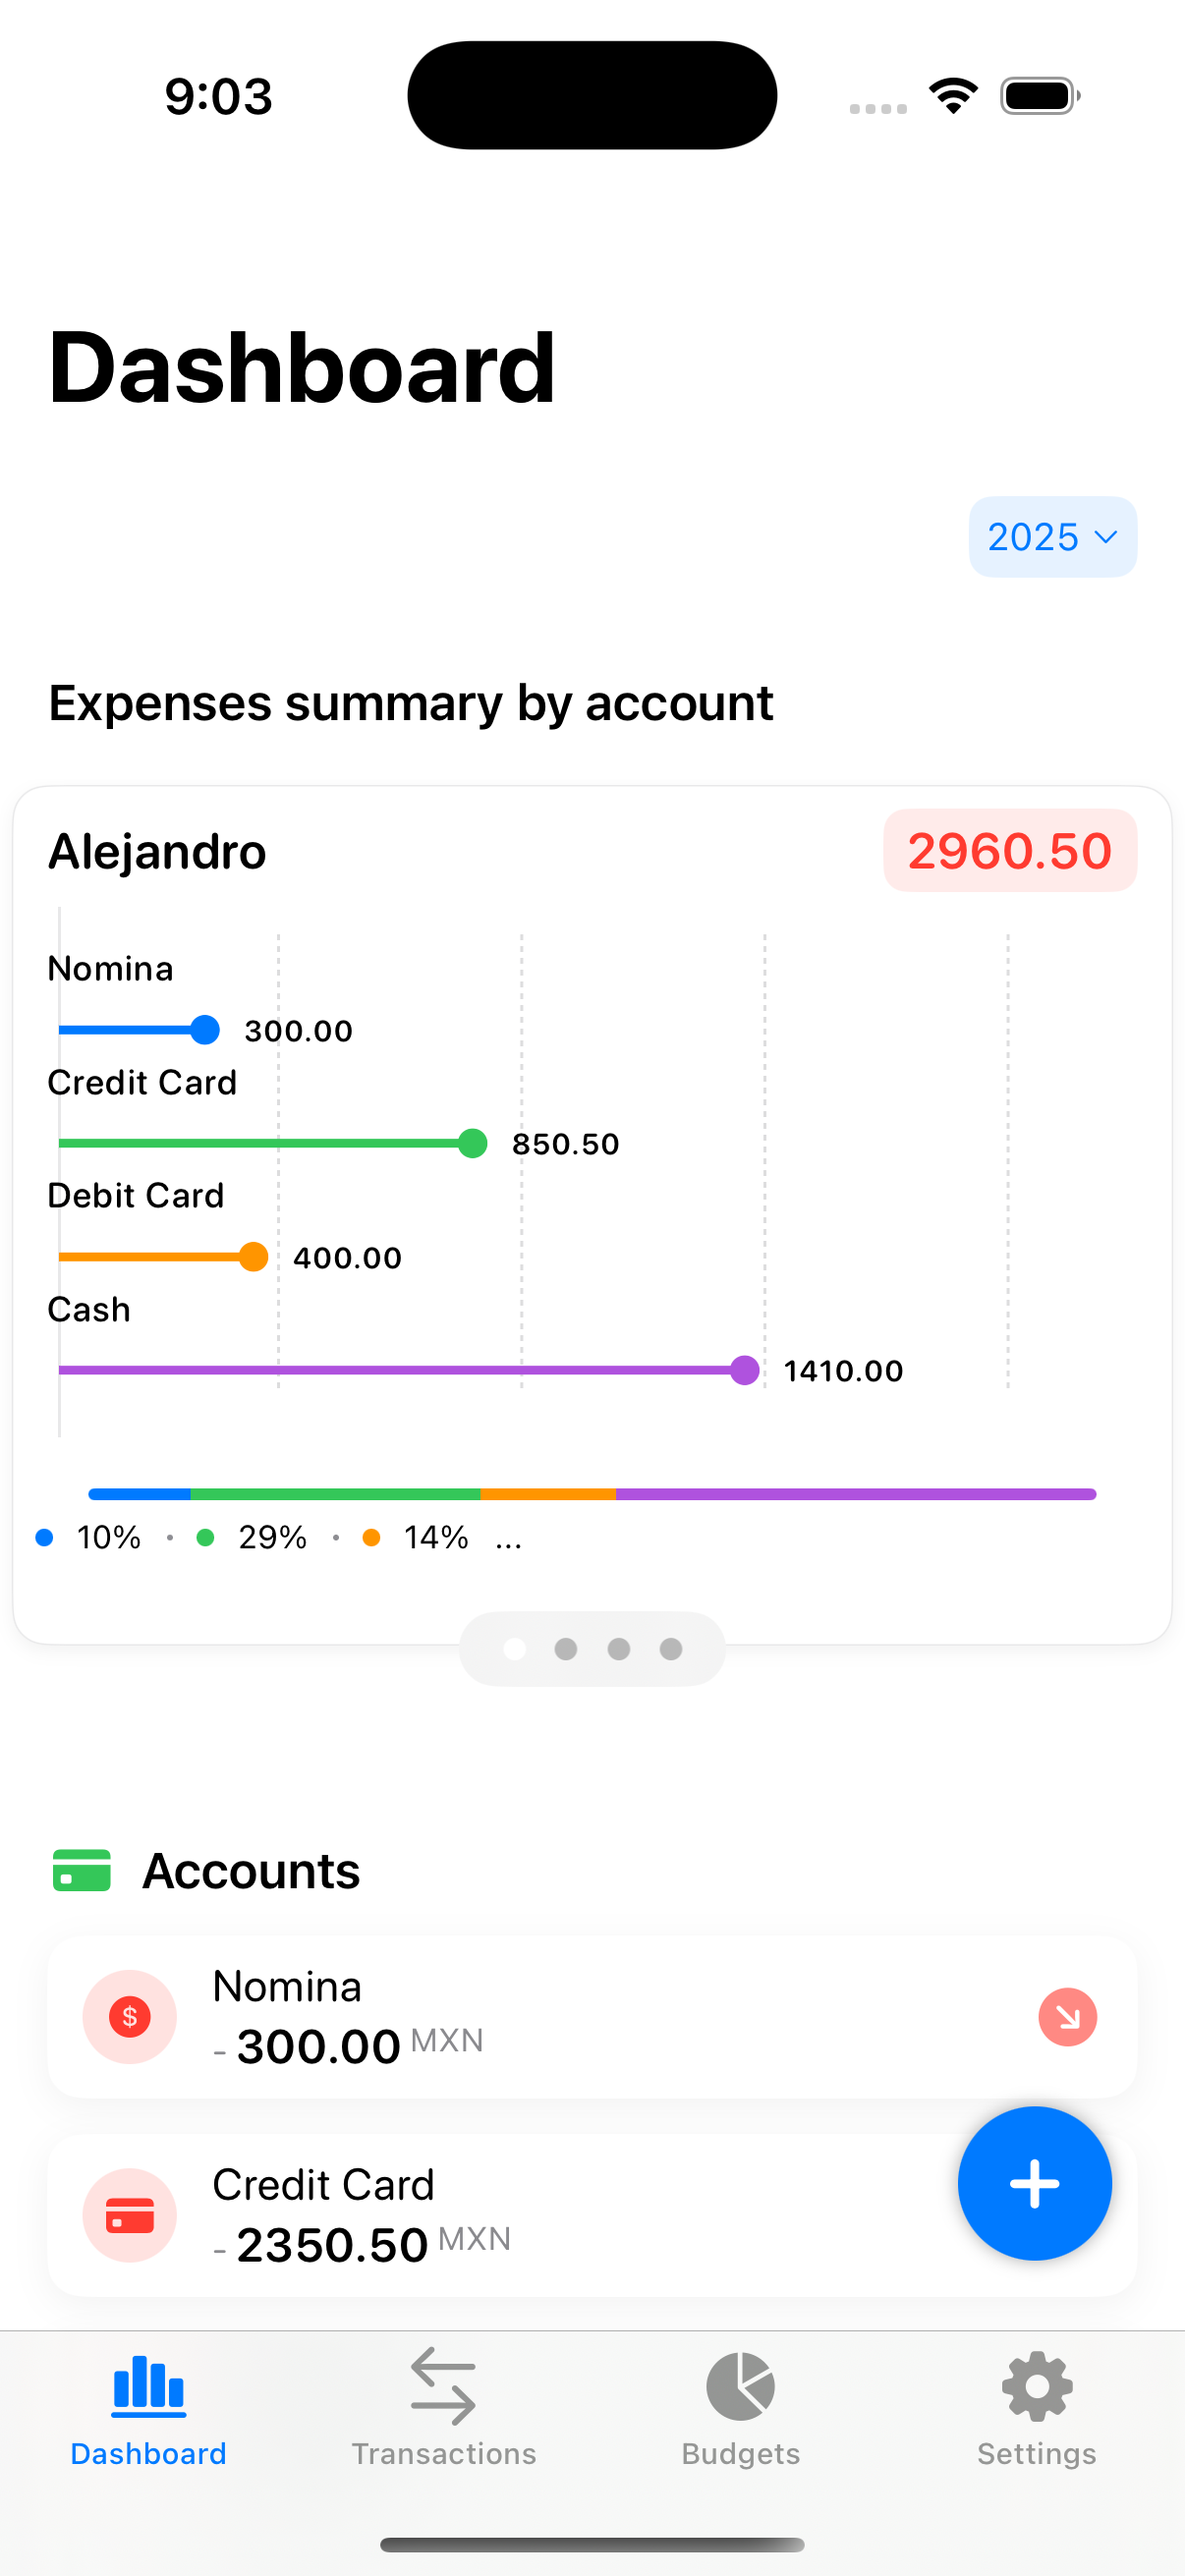 9:03
Dashboard
2025
Expenses summary by account
Alejandro
2960.50
Nomina
300.00
Credit Card
850.50
Debit Card
400.00
Cash
1410.00
10% · 29% · 14% ...
Accounts
$
Nomina
- 300.00 MXN
Credit Card
- 2350.50 MXN
Dashboard Transactions Budgets Settings